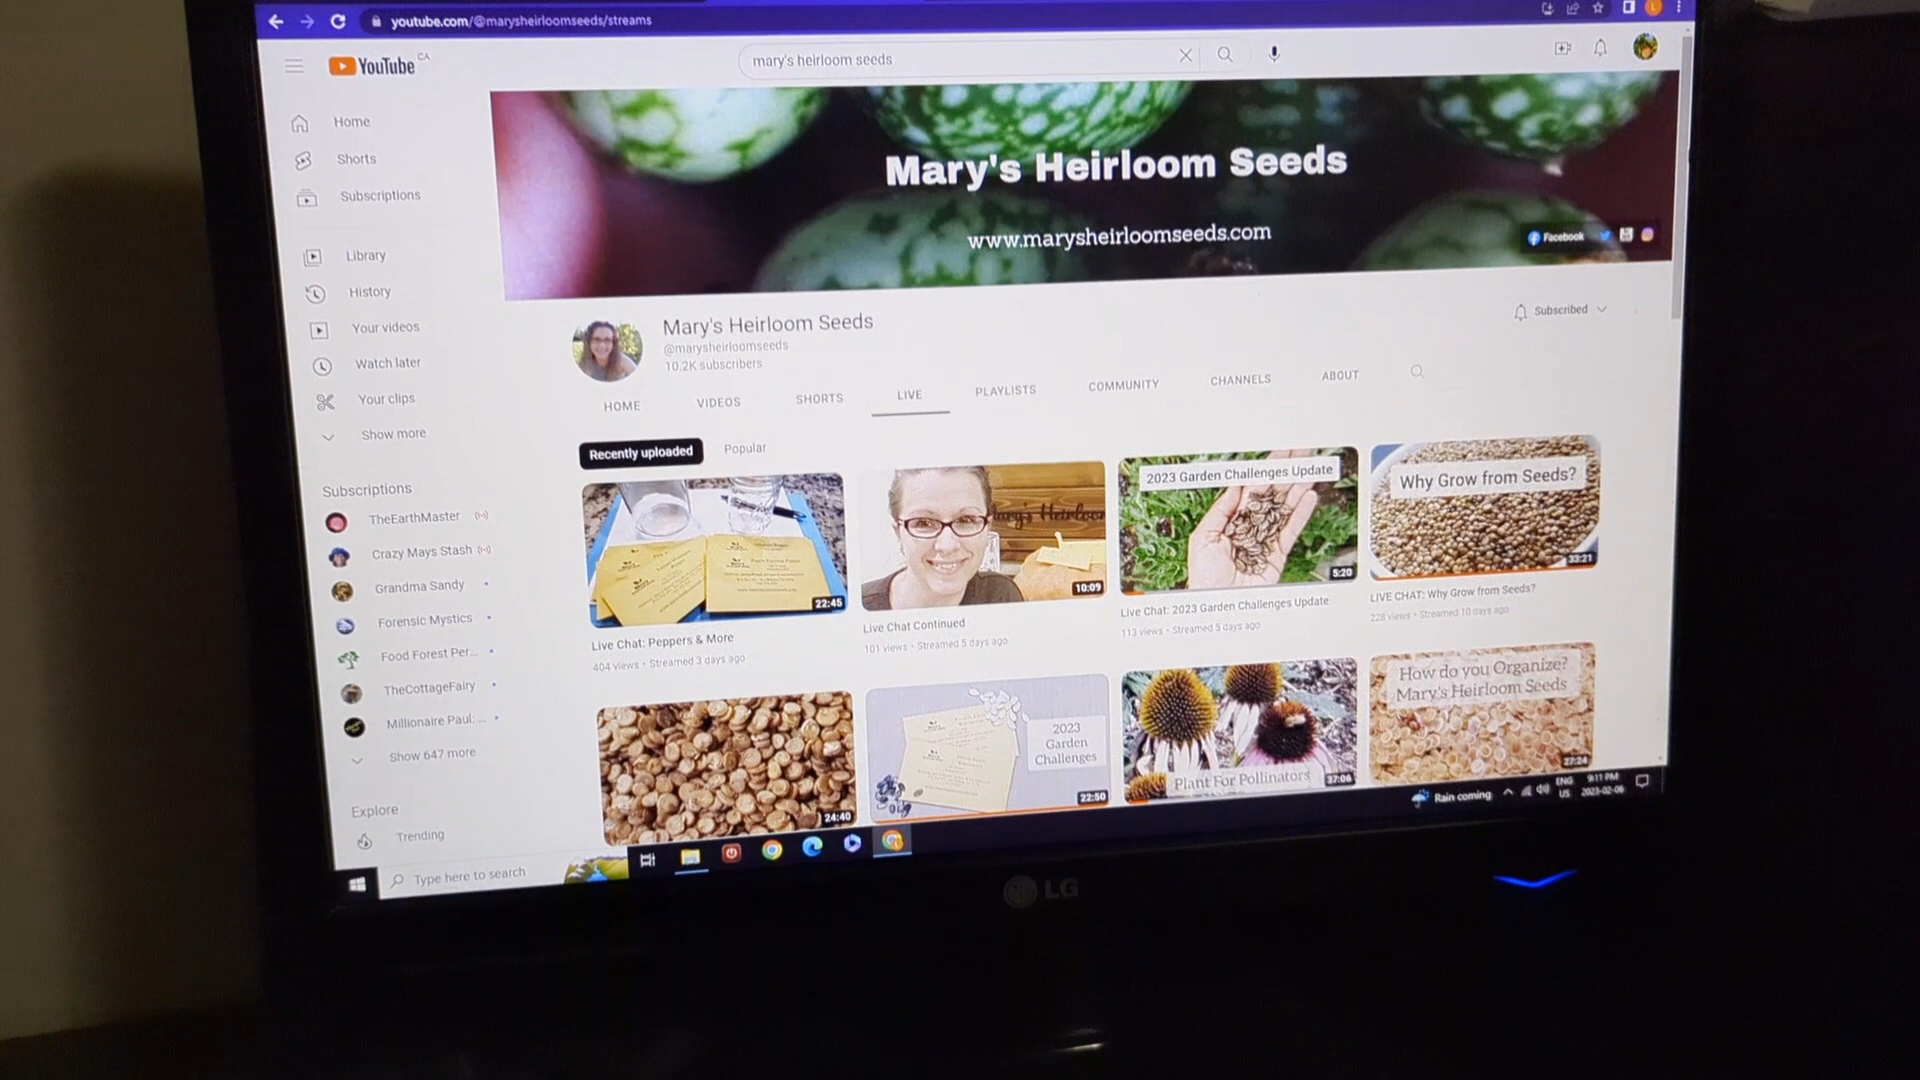 youtube.com/@marysheirloomseeds/streams
YouTube CA
mary's heirloom seeds
Home
Shorts
Subscriptions
Library
History
Your videos
Watch later
Your clips
Show more
Subscriptions
TheEarthMaster
Crazy Mays Stash
Grandma Sandy
Forensic Mystics
Food Forest Per...
TheCottageFairy
Millionaire Paul: ...
Show 647 more
Explore
Trending
Mary's Heirloom Seeds
www.marysheirloomseeds.com
Facebook
Mary's Heirloom Seeds
@marysheirloomseeds
10.2K subscribers
Subscribed
HOME VIDEOS SHORTS LIVE PLAYLISTS COMMUNITY CHANNELS ABOUT
Recently uploaded Popular
22:45
Live Chat: Peppers & More
404 views • Streamed 3 days ago
10:09
Live Chat Continued
101 views • Streamed 5 days ago
2023 Garden Challenges Update
5:20
Live Chat: 2023 Garden Challenges Update
113 views • Streamed 5 days ago
Why Grow from Seeds?
33:21
LIVE CHAT: Why Grow from Seeds?
228 views • Streamed 10 days ago
24:40
2023
Garden
Challenges
22:50
Plant For Pollinators
37:06
How do you Organize?
Mary's Heirloom Seeds
27:24
Type here to search
Rain coming
ENG
US
9:11 PM
2023-02-06
LG